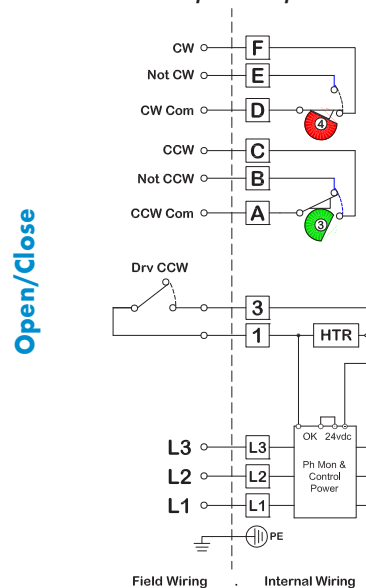 CW F
Not CW E
CW Com D
4
CCW C
Not CCW B
CCW Com A
3
Open/Close
Drv CCW
3
1 HTR
OK 24vdc
Ph Mon &
Control
Power
L3 L3
L2 L2
L1 L1
PE
Field Wiring . Internal Wiring